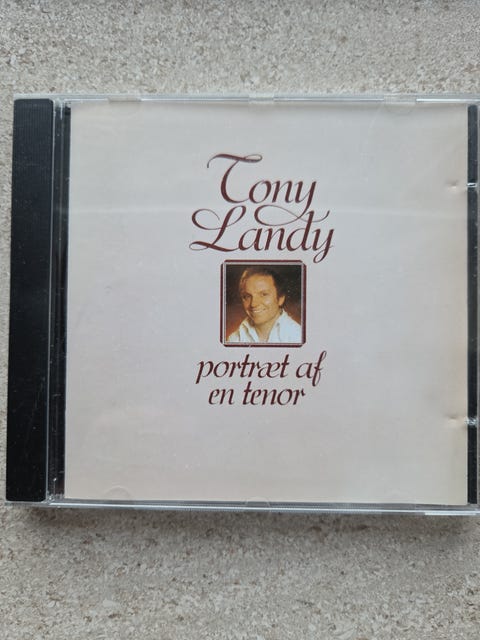 Tony
Landy
portræt af
en tenor